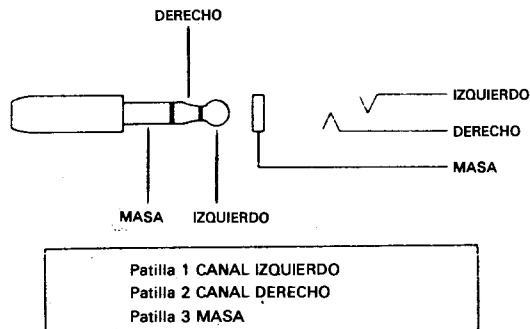 DERECHO
IZQUIERDO
DERECHO
MASA
MASA IZQUIERDO
Patilla 1 CANAL IZQUIERDO
Patilla 2 CANAL DERECHO
Patilla 3 MASA